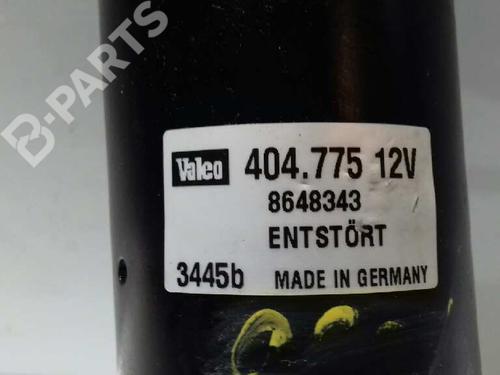 B-PARTS
Valeo 404.775 12V
8648343
ENTSTÖRT
3445b MADE IN GERMANY